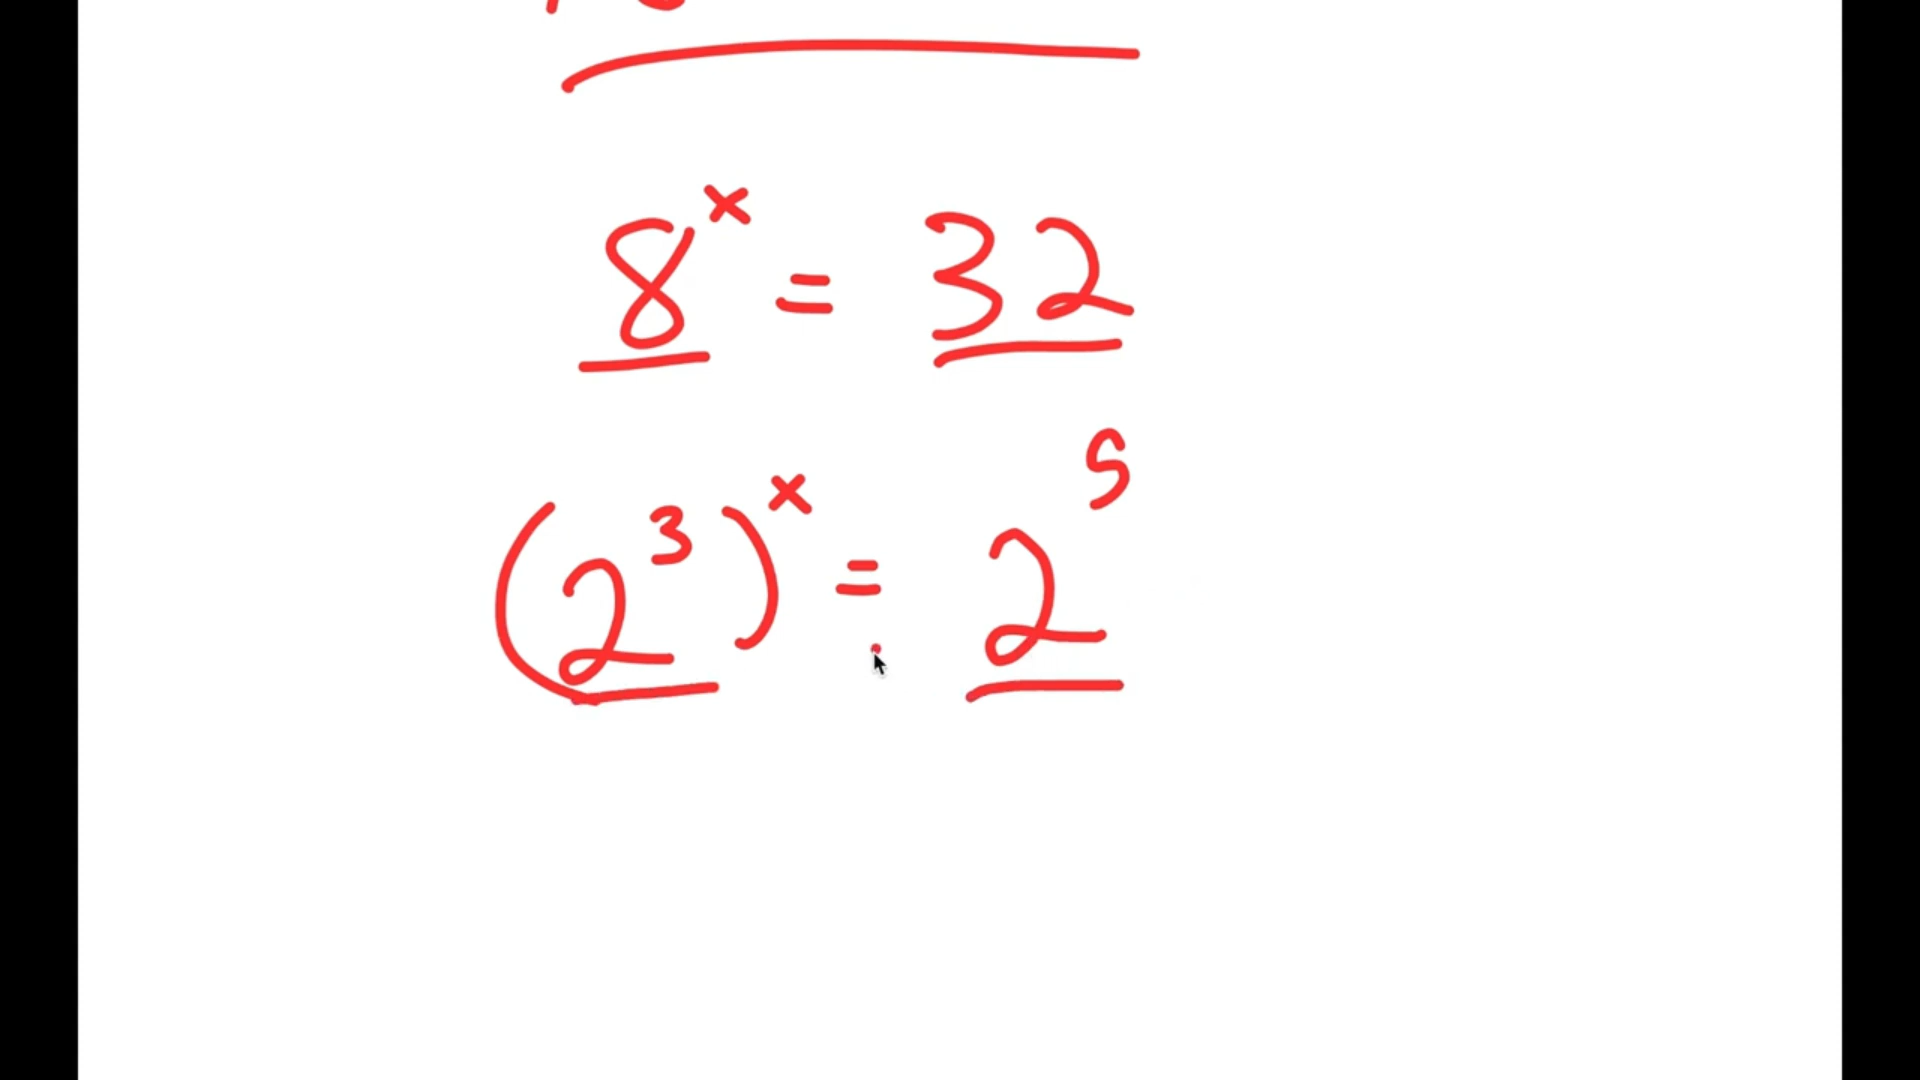 8^x = 32
(2^3)^x = 2^5